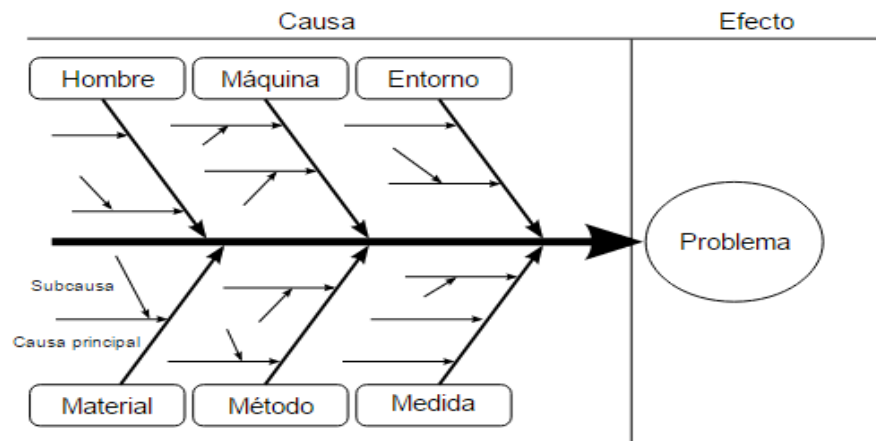 Causa
Efecto
Hombre
Máquina
Entorno
Problema
Subcausa
Causa principal
Material
Método
Medida